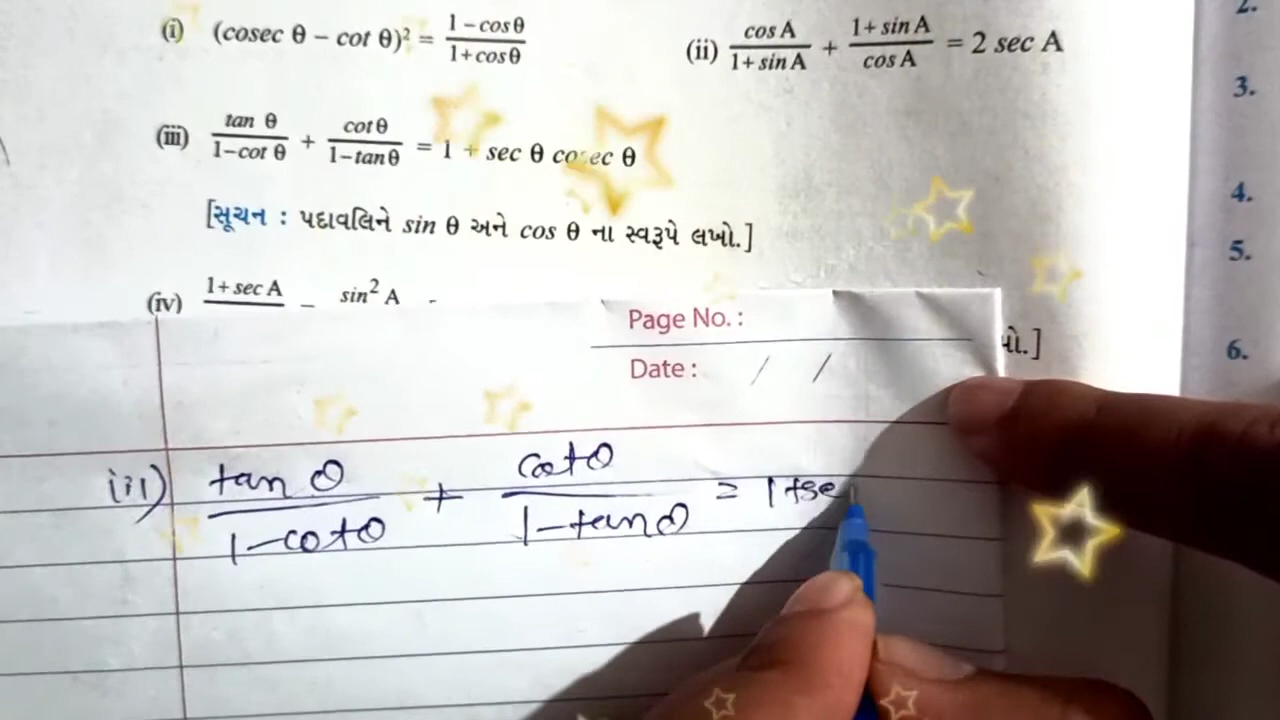 (i) (cosec θ – cot θ)² = (1 – cos θ)/(1 + cos θ)
(ii) cos A/(1 + sin A) + (1 + sin A)/cos A = 2 sec A
(iii) tan θ/(1 – cot θ) + cot θ/(1 – tan θ) = 1 + sec θ cosec θ
[સૂચન : પદાવલિને sin θ અને cos θ ના સ્વરૂપે લખો.]
(iv) 1 + sec A sin² A
Page No. :
Date : / /
iii) tan θ/(1 – cot θ) + cot θ/(1 – tan θ) = 1 + se
2.
3.
4.
5.
6.